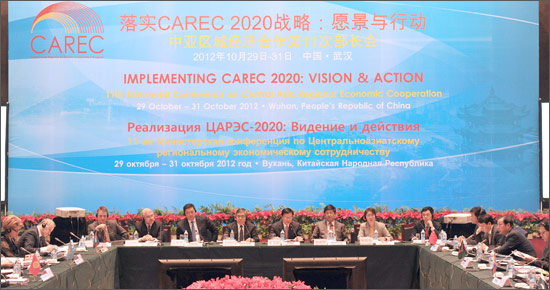 CAREC
落实CAREC 2020战略：愿景与行动
中亚区域经济合作第11次部长会
2012年10月29日-31日 • 中国 • 武汉
IMPLEMENTING CAREC 2020: VISION & ACTION
11th Ministerial Conference on Central Asia Regional Economic Cooperation
29 October – 31 October 2012 • Wuhan, People's Republic of China
Реализация ЦАРЭС-2020: Видение и действия
11-ая Министерская конференция по Центральноазиатскому
региональному экономическому сотрудничеству
29 октября – 31 октября 2012 год • Вухань, Китайская Народная Республика